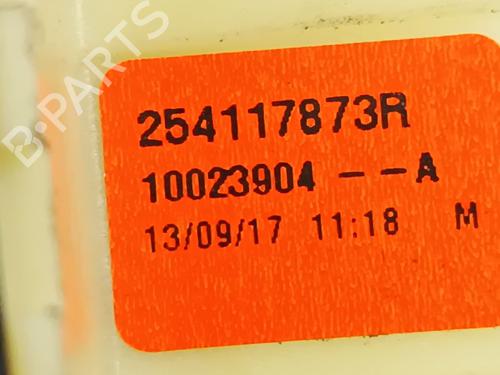 B-PARTS
254117873R
10023904 -- A
13/09/17 11:18 M